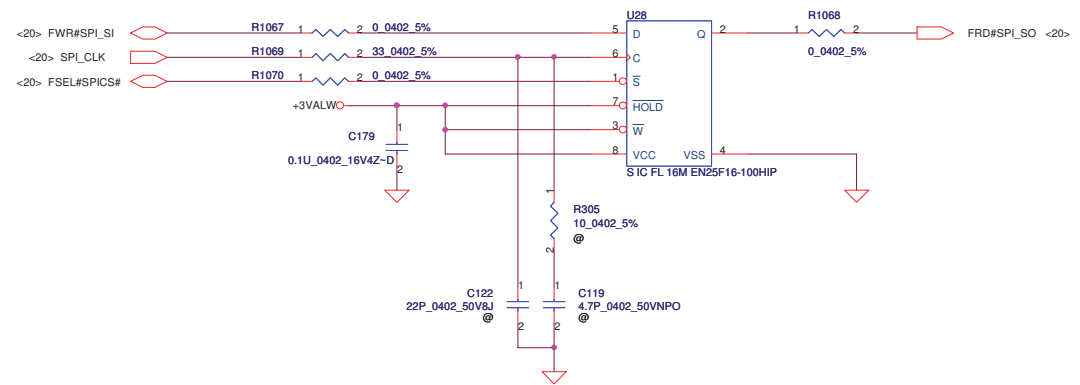 U28
<20> FWR#SPI_SI R1067 1 2 0_0402_5% 5 D Q 2 R1068 1 2 0_0402_5% FRD#SPI_SO <20>
<20> SPI_CLK R1069 1 2 33_0402_5% 6 C
<20> FSEL#SPICS# R1070 1 2 0_0402_5% 1 S
+3VALW 7 HOLD
3 W
8 VCC VSS 4
S IC FL 16M EN25F16-100HIP
C179 1
0.1U_0402_16V4Z~D
2
1
R305
10_0402_5%
@
2
C122 1
22P_0402_50V8J
@
2
1 C119
4.7P_0402_50VNPO
@
2